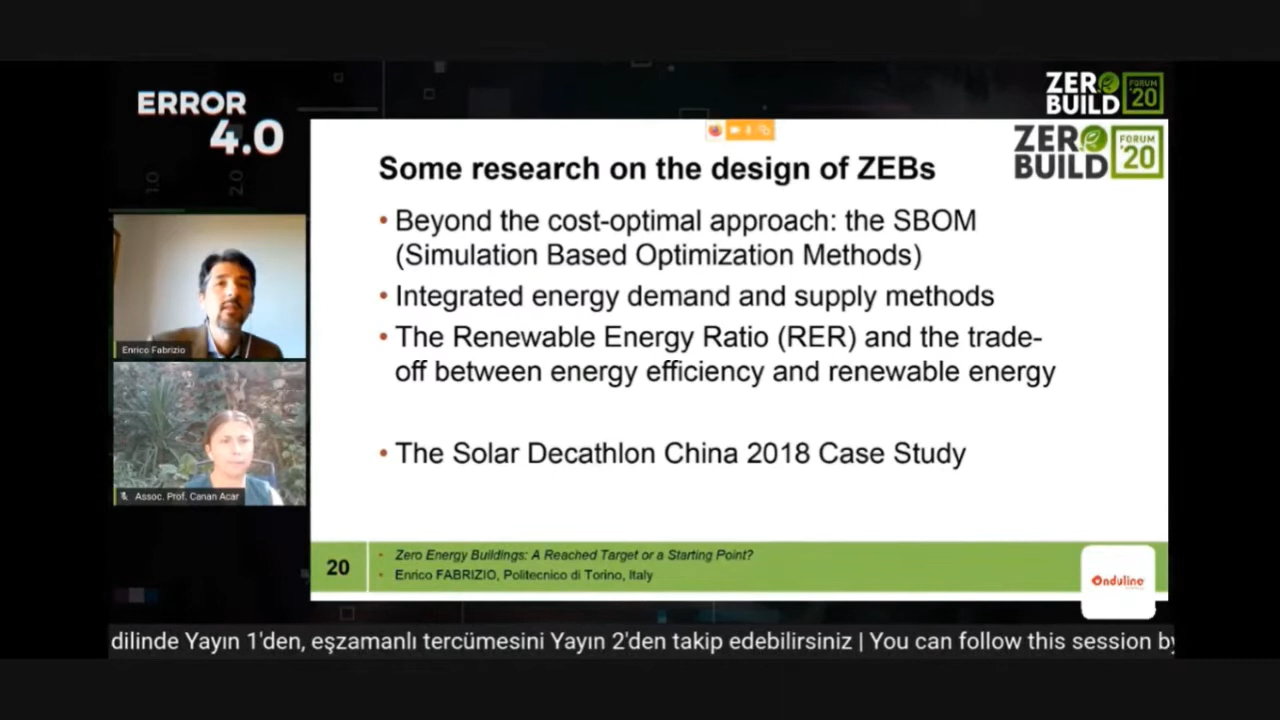 ERROR
4.0
1.0
2.0
ZERO
BUILD
FORUM
'20
ZERO
BUILD
FORUM
'20
Some research on the design of ZEBs
• Beyond the cost-optimal approach: the SBOM
(Simulation Based Optimization Methods)
• Integrated energy demand and supply methods
• The Renewable Energy Ratio (RER) and the trade-
off between energy efficiency and renewable energy
• The Solar Decathlon China 2018 Case Study
Enrico Fabrizio
Assoc. Prof. Canan Acar
20
• Zero Energy Buildings: A Reached Target or a Starting Point?
• Enrico FABRIZIO, Politecnico di Torino, Italy
Onduline
dilinde Yayın 1'den, eşzamanlı tercümesini Yayın 2'den takip edebilirsiniz | You can follow this session by